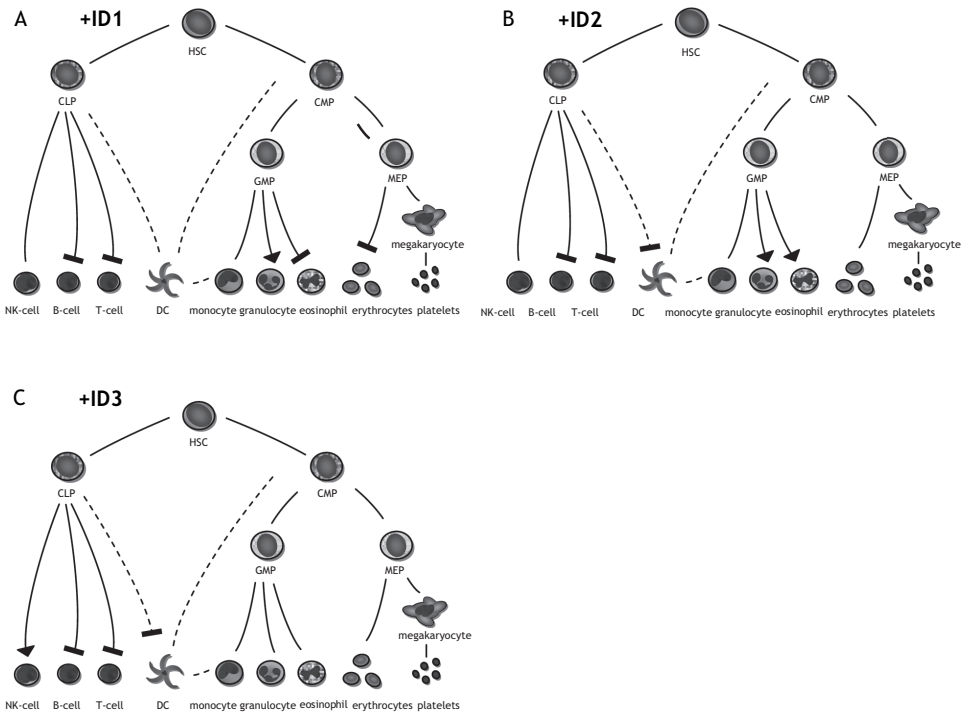 A +ID1
HSC
CLP
CMP
GMP
MEP
megakaryocyte
NK-cell B-cell T-cell DC monocyte granulocyte eosinophil erythrocytes platelets
B +ID2
HSC
CLP
CMP
GMP
MEP
megakaryocyte
NK-cell B-cell T-cell DC monocyte granulocyte eosinophil erythrocytes platelets
C +ID3
HSC
CLP
CMP
GMP
MEP
megakaryocyte
NK-cell B-cell T-cell DC monocyte granulocyte eosinophil erythrocytes platelets